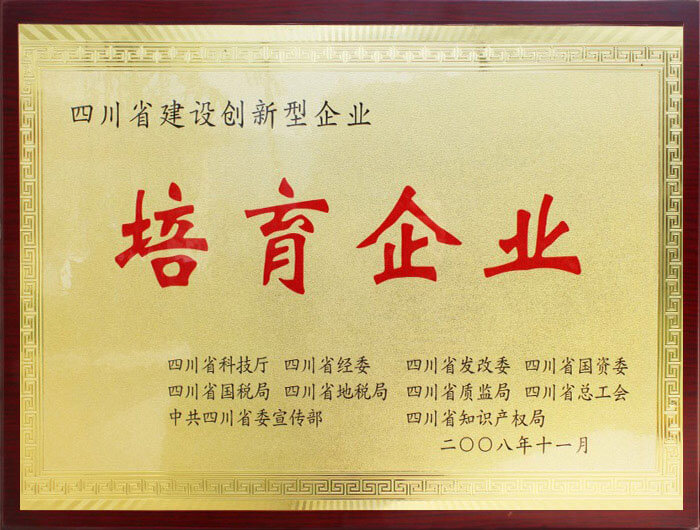 四川省建设创新型企业
培育企业
四川省科技厅 四川省经委 四川省发改委 四川省国资委
四川省国税局 四川省地税局 四川省质监局 四川省总工会
中共四川省委宣传部 四川省知识产权局
二〇〇八年十一月